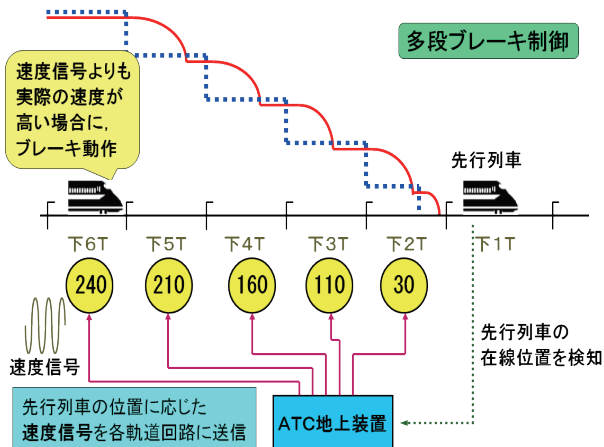 多段ブレーキ制御
速度信号よりも
実際の速度が
高い場合に,
ブレーキ動作
先行列車
下6T
下5T
下4T
下3T
下2T
下1T
240
210
160
110
30
速度信号
先行列車の
在線位置を検知
先行列車の位置に応じた
速度信号を各軌道回路に送信
ATC地上装置